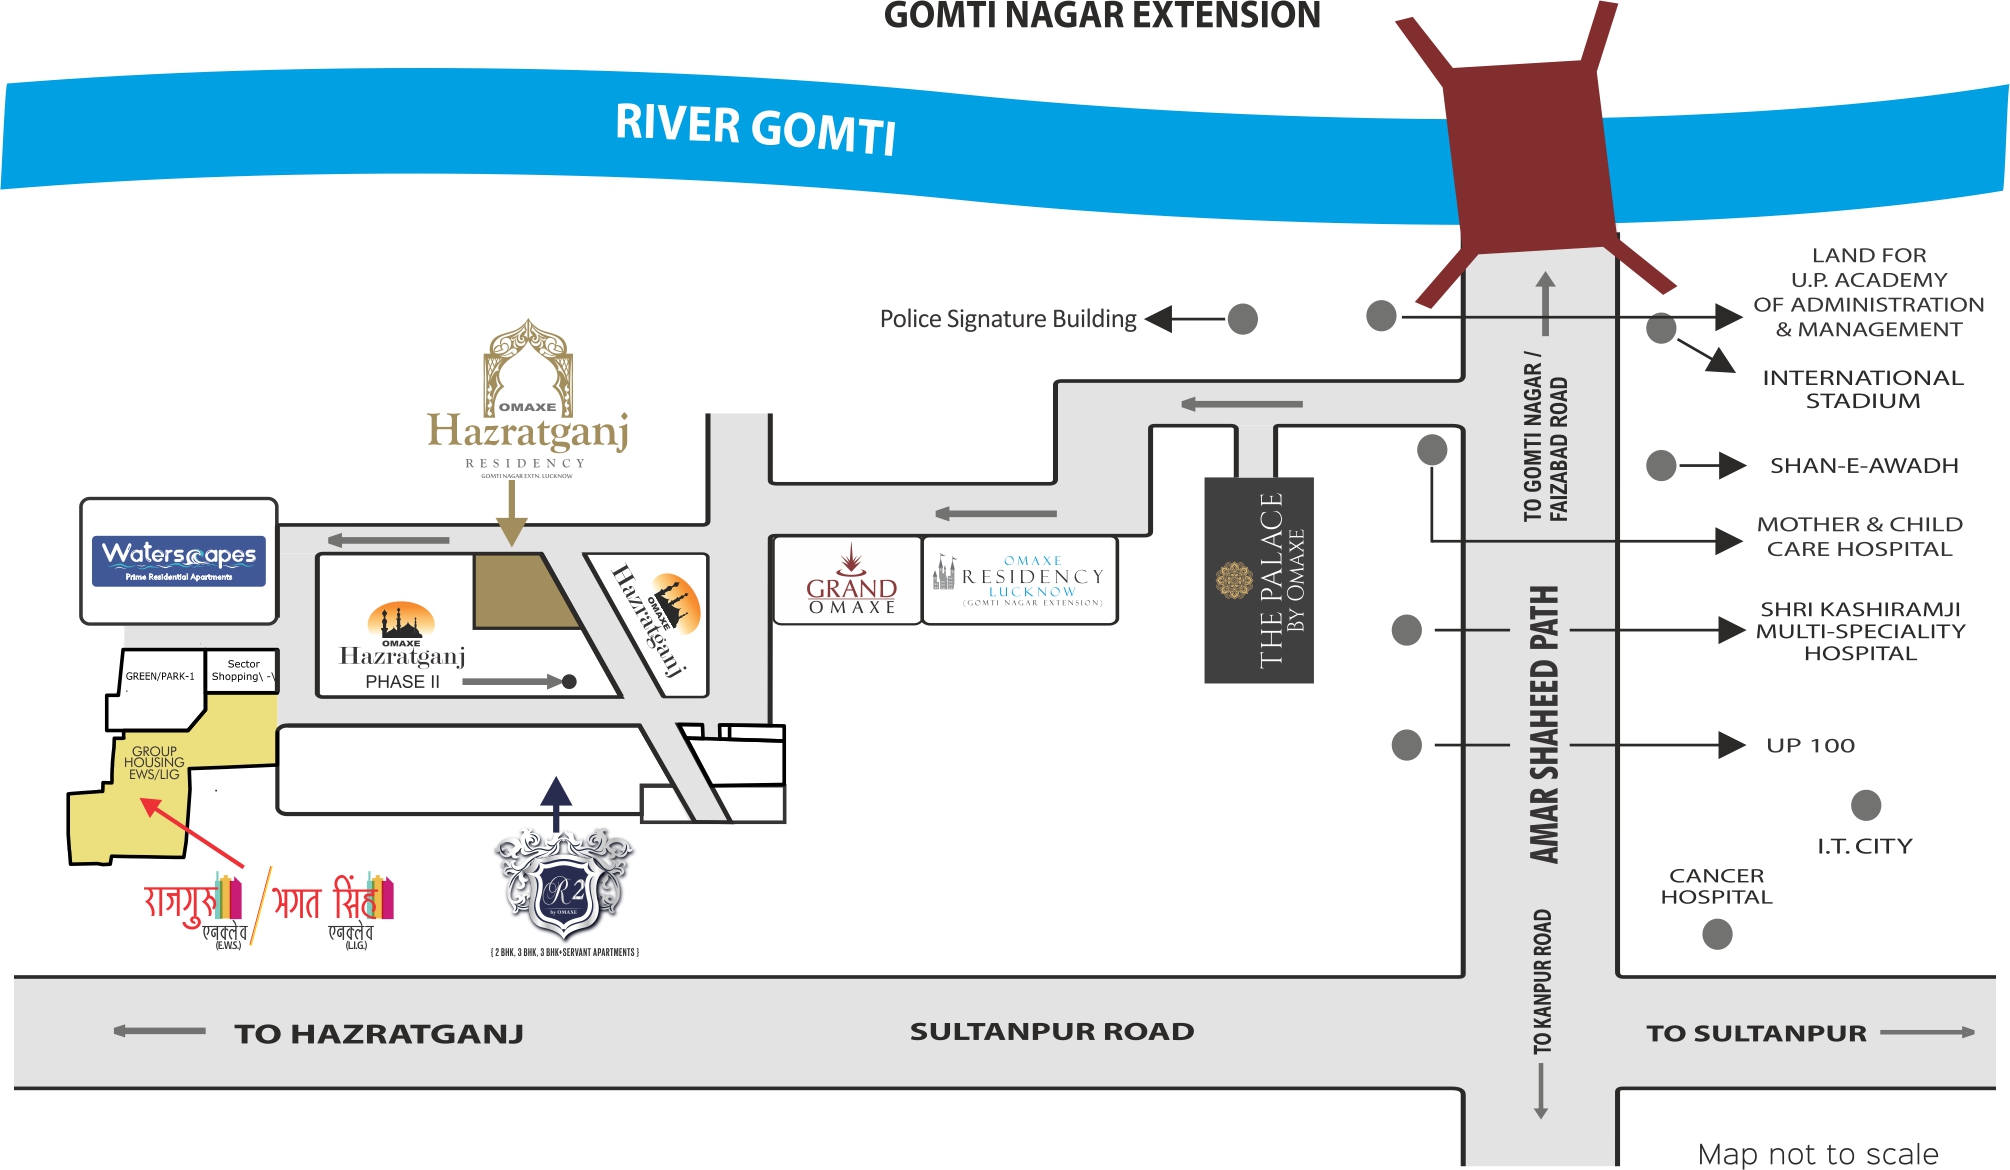 GOMTI NAGAR EXTENSION
RIVER GOMTI
LAND FOR
U.P. ACADEMY
OF ADMINISTRATION
& MANAGEMENT
Police Signature Building
INTERNATIONAL
STADIUM
TO GOMTI NAGAR /
FAIZABAD ROAD
OMAXE
Hazratganj
RESIDENCY
GOMTI NAGAR EXTN. LUCKNOW
SHAN-E-AWADH
MOTHER & CHILD
CARE HOSPITAL
Waterscapes
Prime Residential Apartments
OMAXE
Hazratganj
PHASE II
OMAXE
Hazratganj
GRAND
OMAXE
OMAXE
RESIDENCY
LUCKNOW
(GOMTI NAGAR EXTENSION)
THE PALACE
BY OMAXE
SHRI KASHIRAMJI
MULTI-SPECIALITY
HOSPITAL
GREEN/PARK-1
Sector
Shopping\ -\
AMAR SHAHEED PATH
UP 100
GROUP
HOUSING
EWS/LIG
I.T. CITY
CANCER
HOSPITAL
राजगुरु
एनक्लेव
(E.W.S.)
भगत सिंह
एनक्लेव
(L.I.G.)
R2
by OMAXE
{ 2 BHK, 3 BHK, 3 BHK+SERVANT APARTMENTS }
TO KANPUR ROAD
TO HAZRATGANJ
SULTANPUR ROAD
TO SULTANPUR
Map not to scale